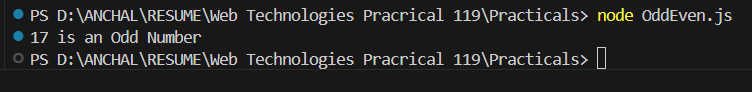 PS D:\ANCHAL\RESUME\Web Technologies Pracrical 119\Practicals> node OddEven.js
17 is an Odd Number
PS D:\ANCHAL\RESUME\Web Technologies Pracrical 119\Practicals>